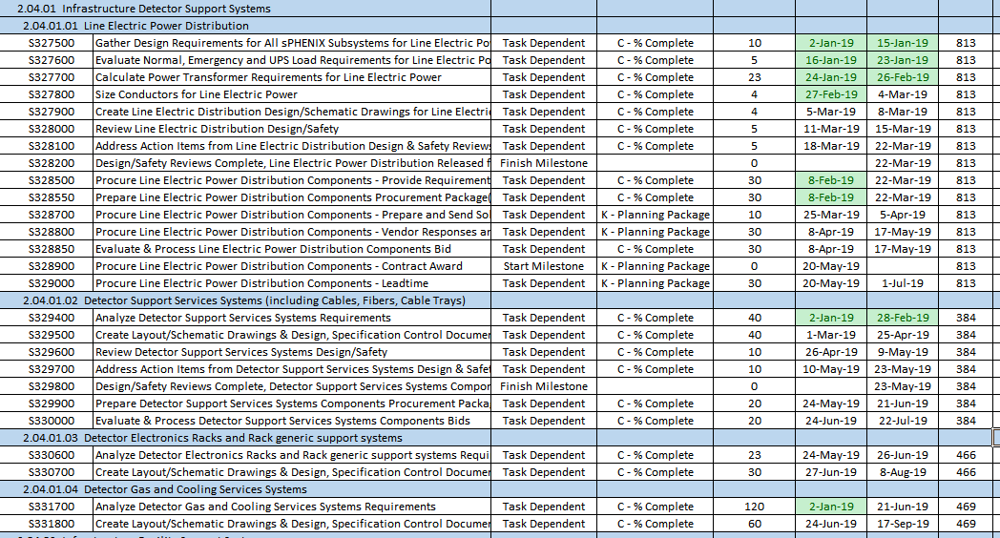 2.04.01 Infrastructure Detector Support Systems
2.04.01.01 Line Electric Power Distribution
S327500 Gather Design Requirements for All sPHENIX Subsystems for Line Electric Po Task Dependent C - % Complete 10 2-Jan-19 15-Jan-19 813
S327600 Evaluate Normal, Emergency and UPS Load Requirements for Line Electric Po Task Dependent C - % Complete 5 16-Jan-19 23-Jan-19 813
S327700 Calculate Power Transformer Requirements for Line Electric Power Task Dependent C - % Complete 23 24-Jan-19 26-Feb-19 813
S327800 Size Conductors for Line Electric Power Task Dependent C - % Complete 4 27-Feb-19 4-Mar-19 813
S327900 Create Line Electric Distribution Design/Schematic Drawings for Line Electri Task Dependent C - % Complete 4 5-Mar-19 8-Mar-19 813
S328000 Review Line Electric Distribution Design/Safety Task Dependent C - % Complete 5 11-Mar-19 15-Mar-19 813
S328100 Address Action Items from Line Electric Distribution Design & Safety Reviews Task Dependent C - % Complete 5 18-Mar-19 22-Mar-19 813
S328200 Design/Safety Reviews Complete, Line Electric Power Distribution Released f Finish Milestone 0 22-Mar-19 813
S328500 Procure Line Electric Power Distribution Components - Provide Requirement Task Dependent C - % Complete 30 8-Feb-19 22-Mar-19 813
S328550 Prepare Line Electric Power Distribution Components Procurement Package( Task Dependent C - % Complete 30 8-Feb-19 22-Mar-19 813
S328700 Procure Line Electric Power Distribution Components - Prepare and Send Sol Task Dependent K - Planning Package 10 25-Mar-19 5-Apr-19 813
S328800 Procure Line Electric Power Distribution Components - Vendor Responses ar Task Dependent K - Planning Package 30 8-Apr-19 17-May-19 813
S328850 Evaluate & Process Line Electric Power Distribution Components Bid Task Dependent C - % Complete 30 8-Apr-19 17-May-19 813
S328900 Procure Line Electric Power Distribution Components - Contract Award Start Milestone K - Planning Package 0 20-May-19 813
S329000 Procure Line Electric Power Distribution Components - Leadtime Task Dependent K - Planning Package 30 20-May-19 1-Jul-19 813
2.04.01.02 Detector Support Services Systems (including Cables, Fibers, Cable Trays)
S329400 Analyze Detector Support Services Systems Requirements Task Dependent C - % Complete 40 2-Jan-19 28-Feb-19 384
S329500 Create Layout/Schematic Drawings & Design, Specification Control Documer Task Dependent C - % Complete 40 1-Mar-19 25-Apr-19 384
S329600 Review Detector Support Services Systems Design/Safety Task Dependent C - % Complete 10 26-Apr-19 9-May-19 384
S329700 Address Action Items from Detector Support Services Systems Design & Safet Task Dependent C - % Complete 10 10-May-19 23-May-19 384
S329800 Design/Safety Reviews Complete, Detector Support Services Systems Compor Finish Milestone 0 23-May-19 384
S329900 Prepare Detector Support Services Systems Components Procurement Packa Task Dependent C - % Complete 20 24-May-19 21-Jun-19 384
S330000 Evaluate & Process Detector Support Services Systems Components Bids Task Dependent C - % Complete 20 24-Jun-19 22-Jul-19 384
2.04.01.03 Detector Electronics Racks and Rack generic support systems
S330600 Analyze Detector Electronics Racks and Rack generic support systems Requi Task Dependent C - % Complete 23 24-May-19 26-Jun-19 466
S330700 Create Layout/Schematic Drawings & Design, Specification Control Documer Task Dependent C - % Complete 30 27-Jun-19 8-Aug-19 466
2.04.01.04 Detector Gas and Cooling Services Systems
S331700 Analyze Detector Gas and Cooling Services Systems Requirements Task Dependent C - % Complete 120 2-Jan-19 21-Jun-19 469
S331800 Create Layout/Schematic Drawings & Design, Specification Control Documer Task Dependent C - % Complete 60 24-Jun-19 17-Sep-19 469